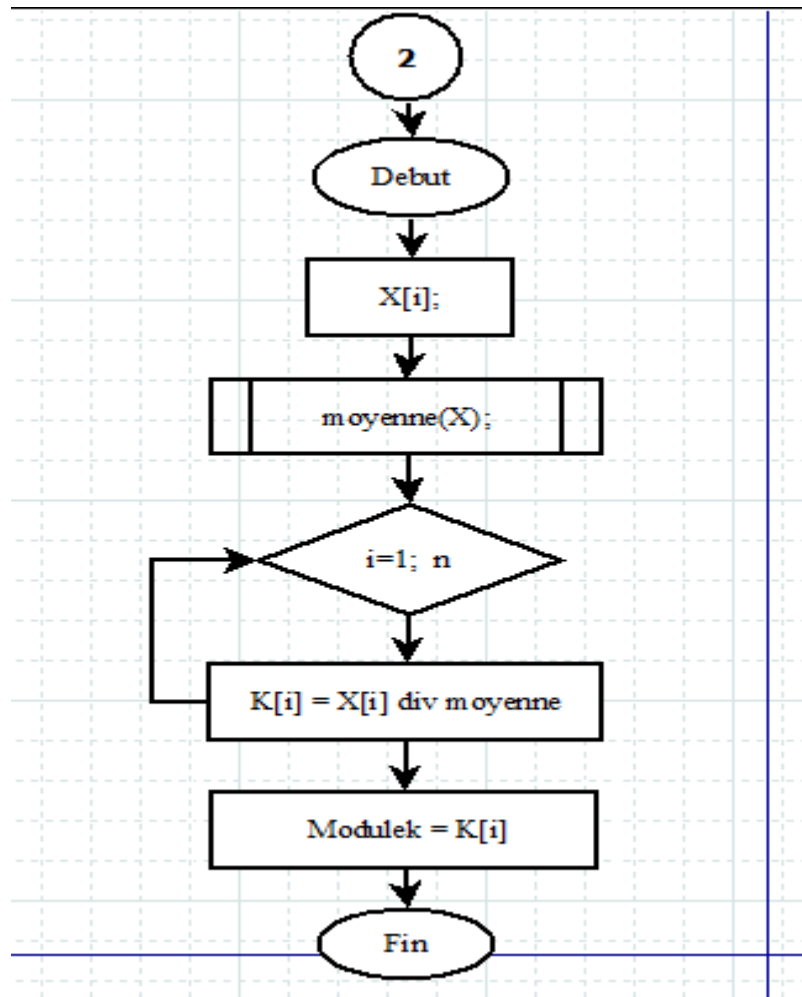 2
Debut
X[i];
moyenne(X);
i=1; n
K[i] = X[i] div moyenne
Modulek = K[i]
Fin